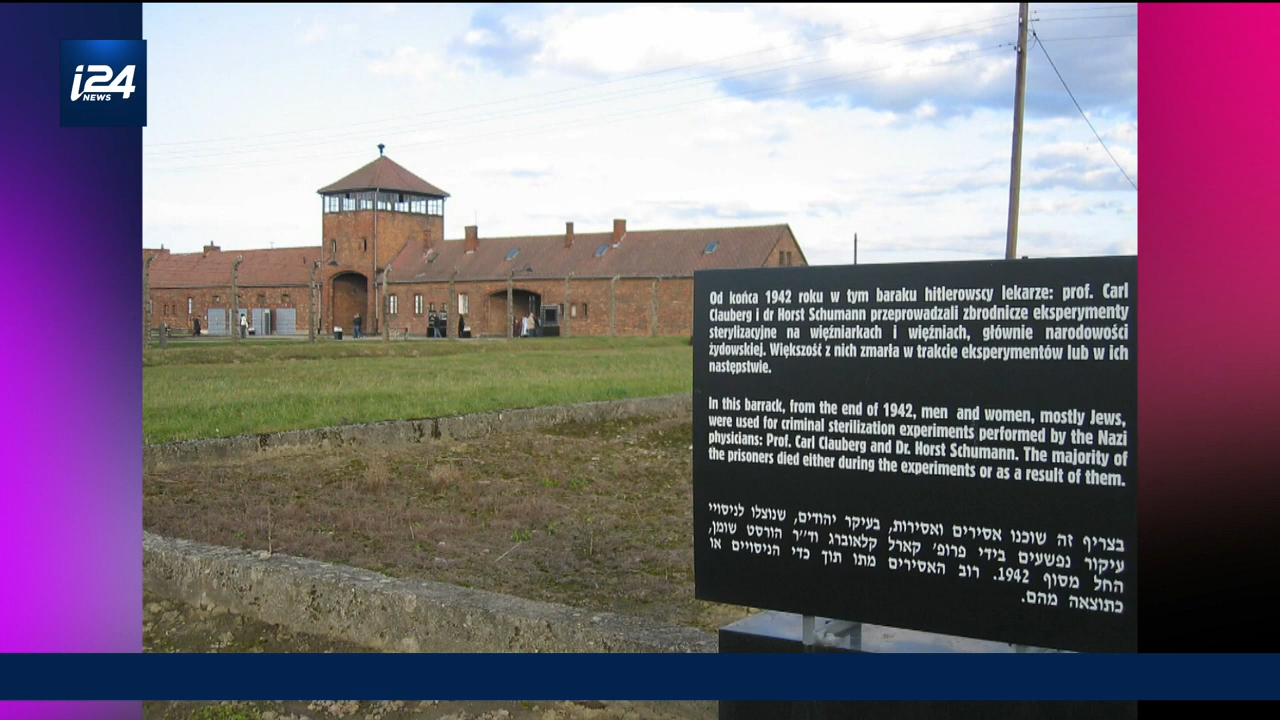 i24
NEWS
Od końca 1942 roku w tym baraku hitlerowscy lekarze: prof. Carl
Clauberg i dr Horst Schumann przeprowadzali zbrodnicze eksperymenty
sterylizacyjne na więźniarkach i więźniach, głównie narodowości
żydowskiej. Większość z nich zmarła w trakcie eksperymentów lub w ich
następstwie.
In this barrack, from the end of 1942, men and women, mostly Jews,
were used for criminal sterilization experiments performed by the Nazi
physicians: Prof. Carl Clauberg and Dr. Horst Schumann. The majority of
the prisoners died either during the experiments or as a result of them.
בצריף זה שוכנו אסירים ואסירות, בעיקר יהודים, שנוצלו לניסויי
עיקור נפשעים בידי פרופ' קארל קלאוברג וד"ר הורסט שומן,
החל מסוף 1942. רוב האסירים מתו תוך כדי הניסויים או
כתוצאה מהם.